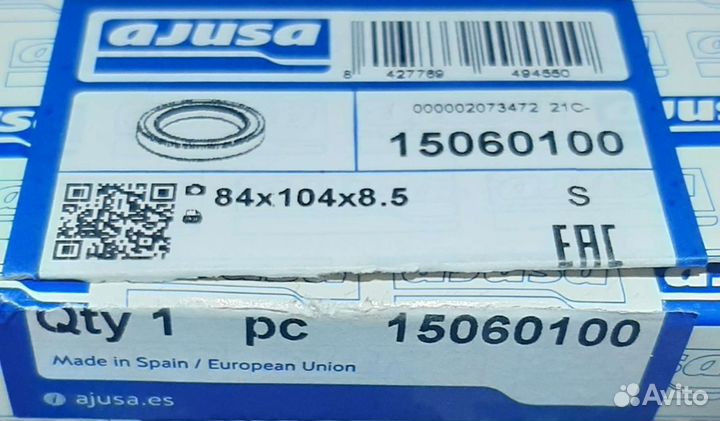 ajusa
8 427769 494550
000002073472 21C-
15060100
84x104x8.5
S
EAC
ajusa
Qty 1 pc 15060100
Made in Spain / European Union
ajusa.es
Avito